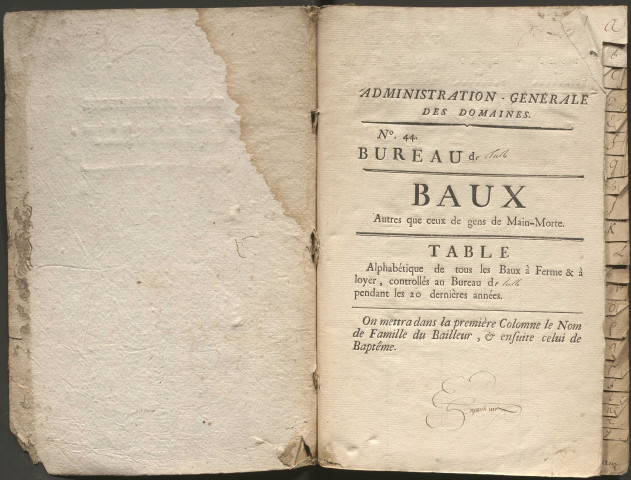 ADMINISTRATION-GÉNÉRALE
DES DOMAINES.
N°. 44.
BUREAU de
BAUX
Autres que ceux de gens de Main-Morte.
TABLE
Alphabétique de tous les Baux à Ferme & à
loyer, controllés au Bureau de
pendant les 20 dernières années.
On mettra dans la première Colomne le Nom
de Famille du Bailleur, & ensuite celui de
Baptême.